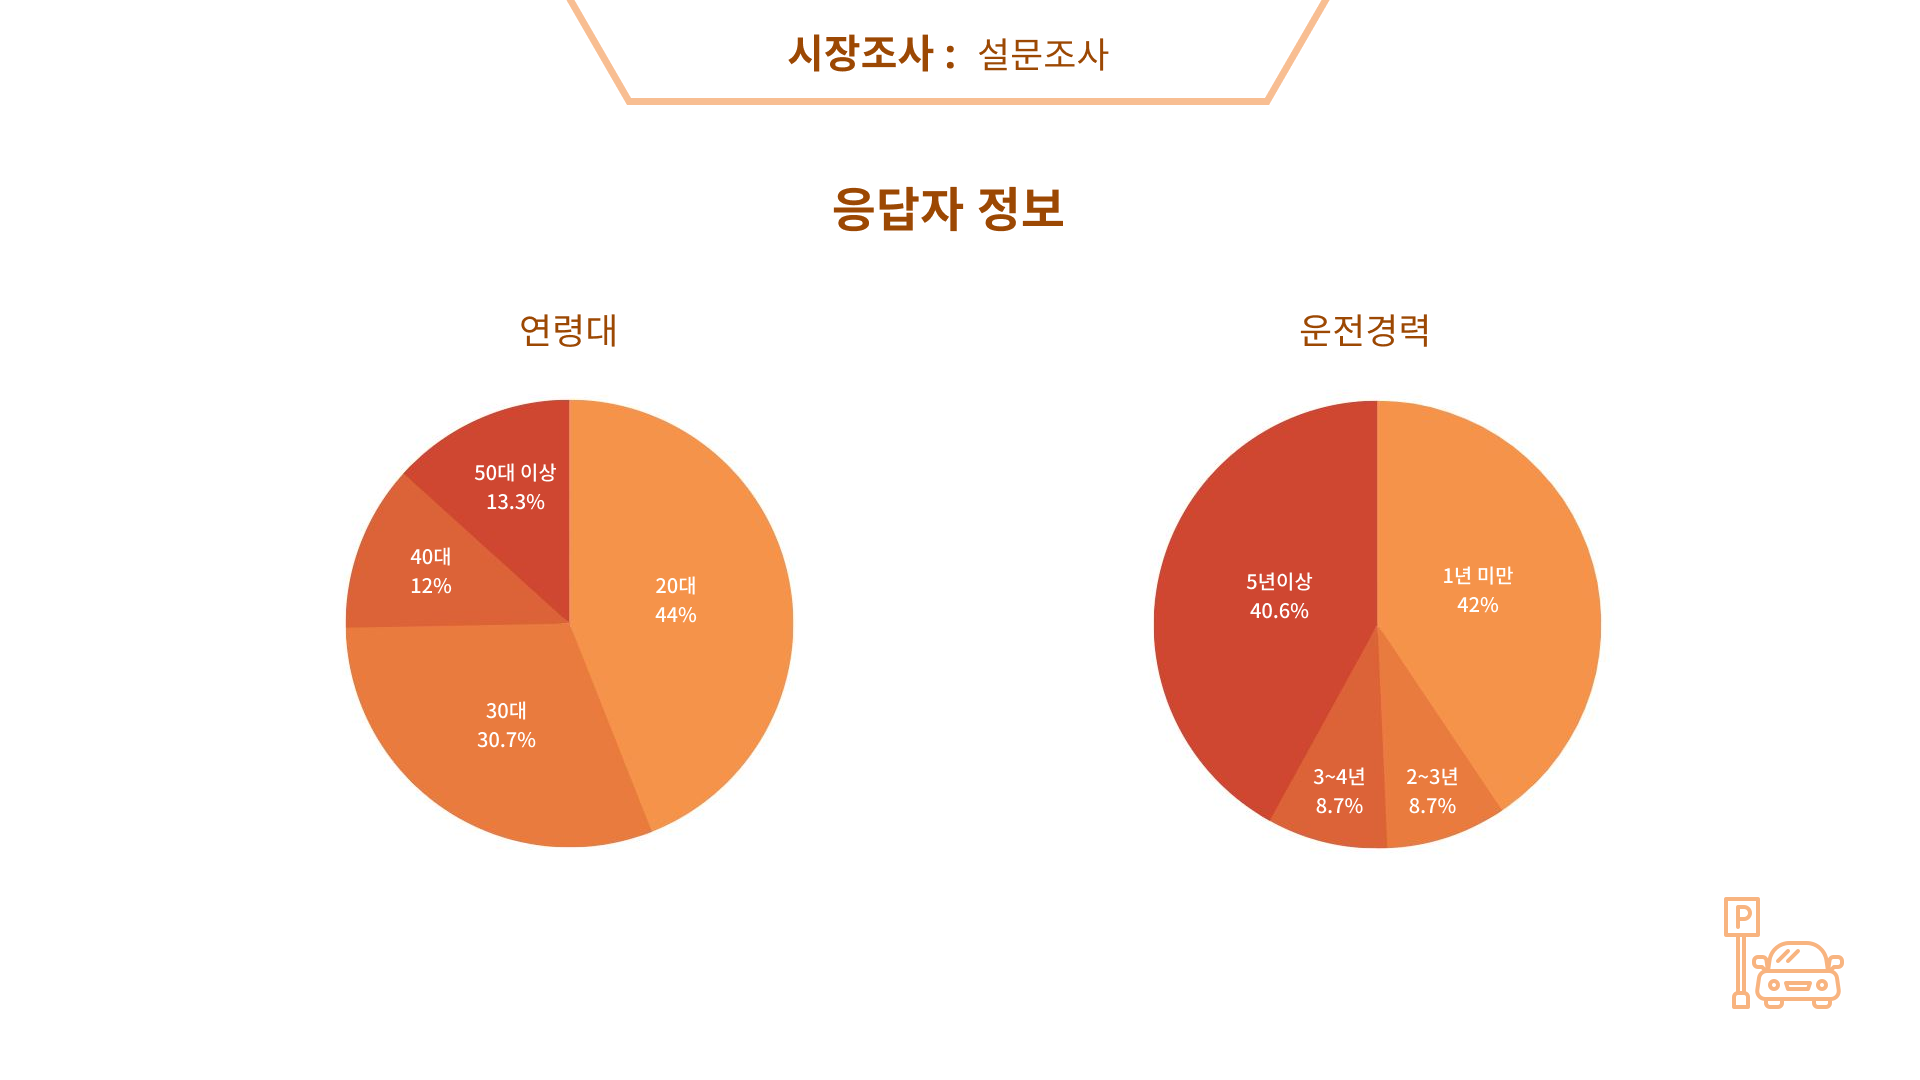 시장조사 : 설문조사
응답자 정보
연령대
50대 이상
13.3%
40대
12%
20대
44%
30대
30.7%
운전경력
5년이상
40.6%
1년 미만
42%
3~4년
8.7%
2~3년
8.7%
P